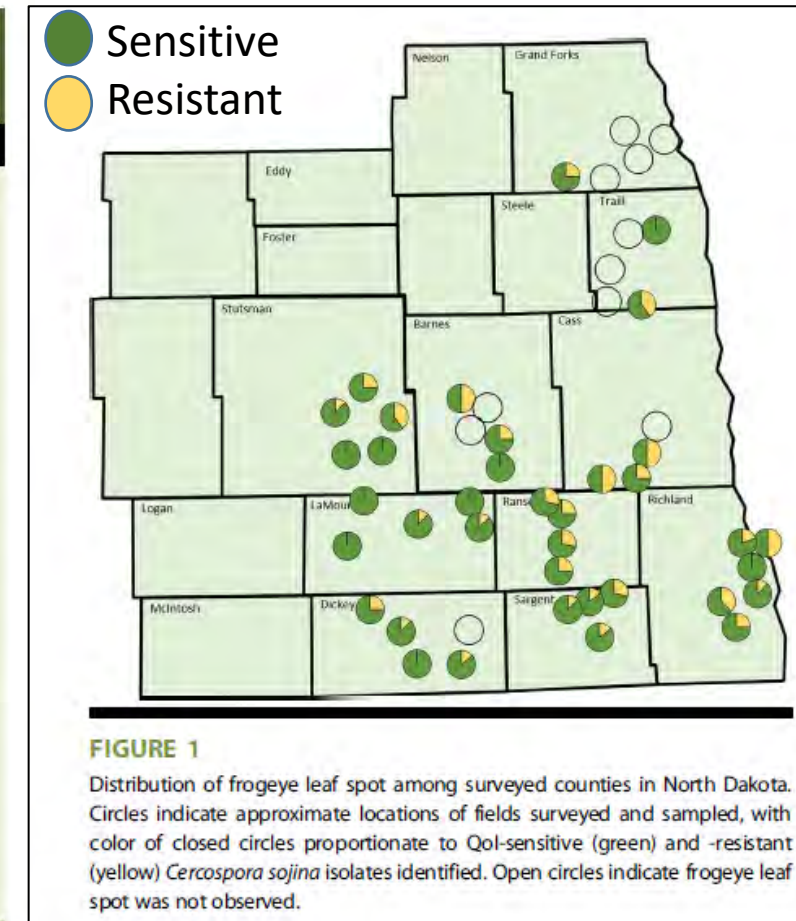 Sensitive
Resistant
Nelson
Grand Forks
Eddy
Steele
Traill
Foster
Stutsman
Barnes
Cass
Logan
LaMour
Rans
Richland
McIntosh
Dickey
Sargent
FIGURE 1
Distribution of frogeye leaf spot among surveyed counties in North Dakota.
Circles indicate approximate locations of fields surveyed and sampled, with
color of closed circles proportionate to QoI-sensitive (green) and -resistant
(yellow) Cercospora sojina isolates identified. Open circles indicate frogeye leaf
spot was not observed.